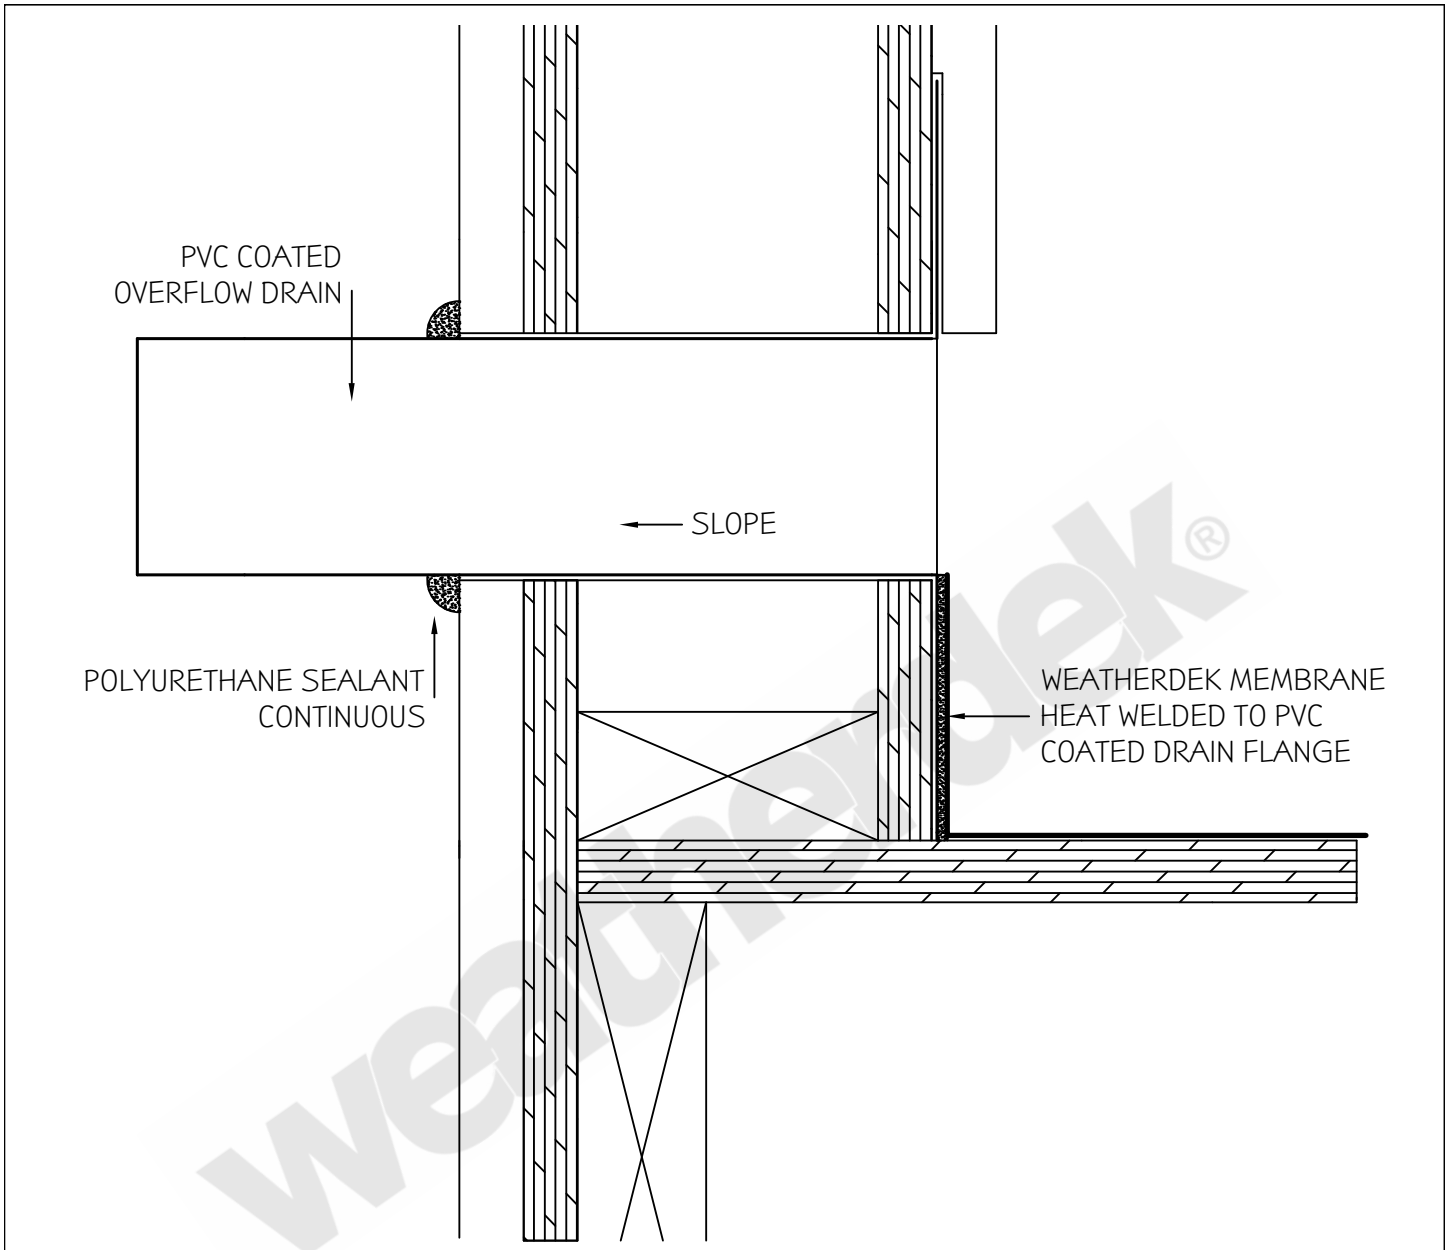 PVC COATED
OVERFLOW DRAIN
SLOPE
POLYURETHANE SEALANT
CONTINUOUS
WEATHERDEK MEMBRANE
HEAT WELDED TO PVC
COATED DRAIN FLANGE
weatherdek®